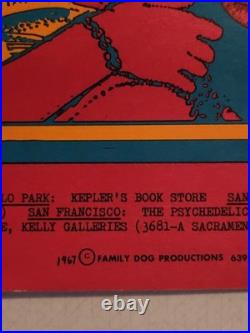 LO PARK: KEPLER'S BOOK STORE SAN
) SAN FRANCISCO: THE PSYCHEDELIC
E, KELLY GALLERIES (3681-A SACRAMEN
1967 © FAMILY DOG PRODUCTIONS 639